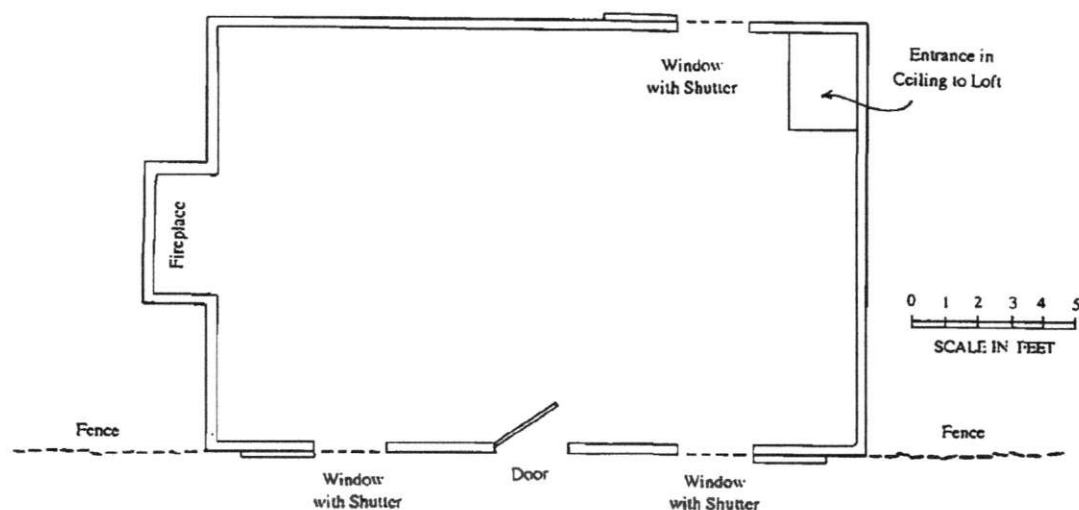 Window
with Shutter
Entrance in
Ceiling to Loft
Fireplace
0 1 2 3 4 5
SCALE IN FEET
Fence
Fence
Window
with Shutter
Door
Window
with Shutter